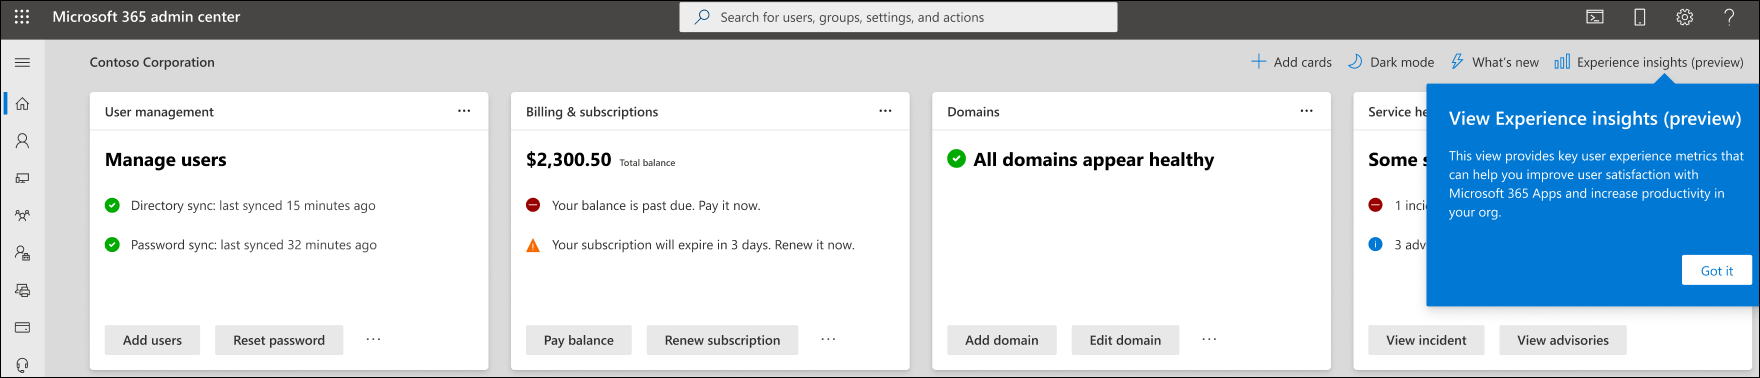 Microsoft 365 admin center
Search for users, groups, settings, and actions
Contoso Corporation
Add cards
Dark mode
What's new
Experience insights (preview)
User management
Manage users
Directory sync: last synced 15 minutes ago
Password sync: last synced 32 minutes ago
Add users
Reset password
Billing & subscriptions
$2,300.50 Total balance
Your balance is past due. Pay it now.
Your subscription will expire in 3 days. Renew it now.
Pay balance
Renew subscription
Domains
All domains appear healthy
Add domain
Edit domain
Service
Some
1
3
View incident
View advisories
View Experience insights (preview)
This view provides key user experience metrics that
can help you improve user satisfaction with
Microsoft 365 Apps and increase productivity in
your org.
Got it